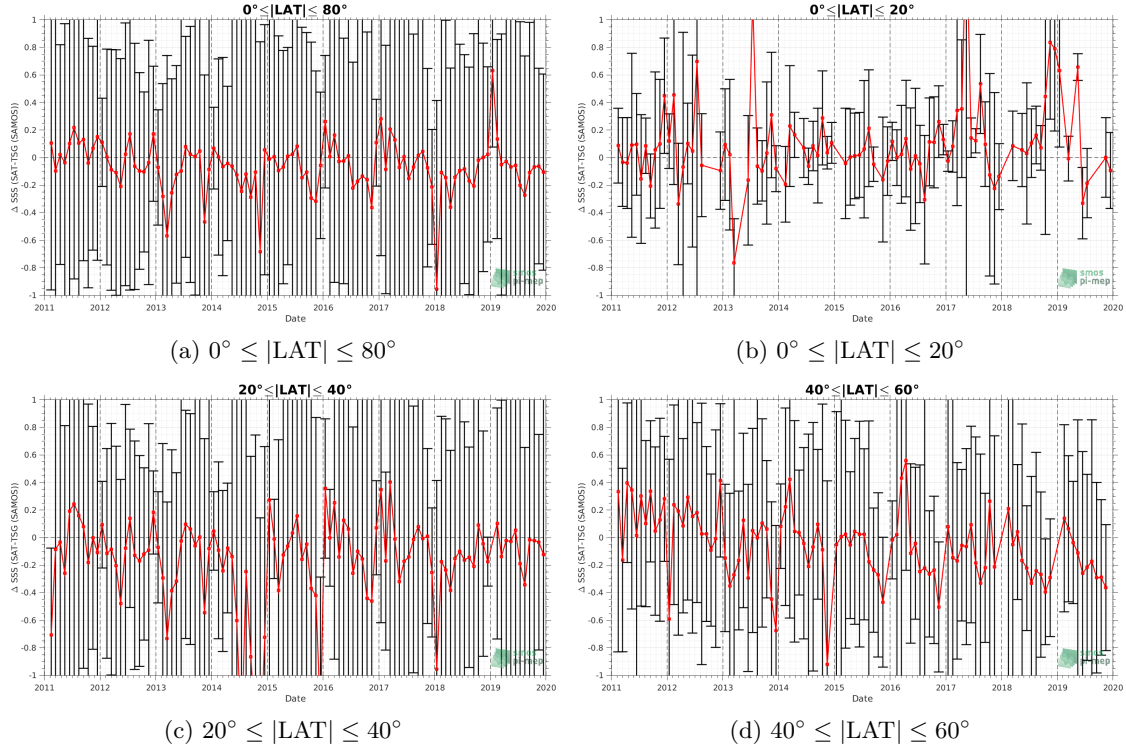 0°≤|LAT|≤ 80°
Δ SSS (SAT-TSG (SAMOS))
1
0.8
0.6
0.4
0.2
0
-0.2
-0.4
-0.6
-0.8
-1
2011 2012 2013 2014 2015 2016 2017 2018 2019 2020
Date
smos
pi-mep
(a) 0° ≤ |LAT| ≤ 80°
0°≤|LAT|≤ 20°
Δ SSS (SAT-TSG (SAMOS))
1
0.8
0.6
0.4
0.2
0
-0.2
-0.4
-0.6
-0.8
-1
2011 2012 2013 2014 2015 2016 2017 2018 2019 2020
Date
smos
pi-mep
(b) 0° ≤ |LAT| ≤ 20°
20°≤|LAT|≤ 40°
Δ SSS (SAT-TSG (SAMOS))
1
0.8
0.6
0.4
0.2
0
-0.2
-0.4
-0.6
-0.8
-1
2011 2012 2013 2014 2015 2016 2017 2018 2019 2020
Date
smos
pi-mep
(c) 20° ≤ |LAT| ≤ 40°
40°≤|LAT|≤ 60°
Δ SSS (SAT-TSG (SAMOS))
1
0.8
0.6
0.4
0.2
0
-0.2
-0.4
-0.6
-0.8
-1
2011 2012 2013 2014 2015 2016 2017 2018 2019 2020
Date
smos
pi-mep
(d) 40° ≤ |LAT| ≤ 60°